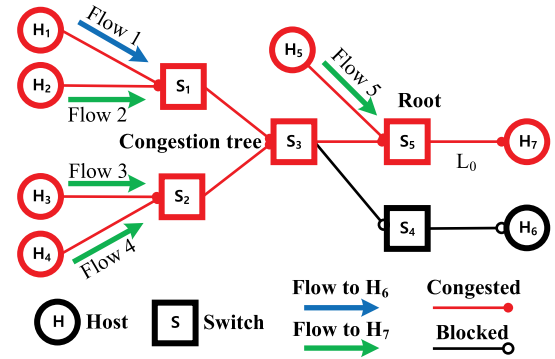 H1
Flow 1
H2
Flow 2
S1
H5
Flow 5
Root
Congestion tree
S3
S5
H7
L0
H3
Flow 3
S2
H4
Flow 4
S4
H6
H Host
S Switch
Flow to H6
Congested
Flow to H7
Blocked